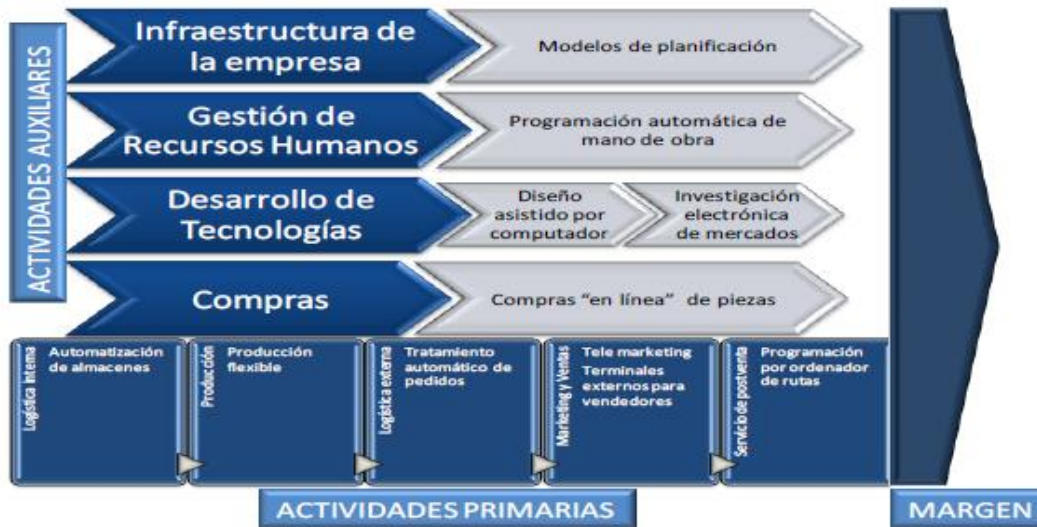 ACTIVIDADES AUXILIARES
Infraestructura de
la empresa
Modelos de planificación
Gestión de
Recursos Humanos
Programación automática de
mano de obra
Desarrollo de
Tecnologías
Diseño
asistido por
computador
Investigación
electrónica
de mercados
Compras
Compras “en línea” de piezas
Logística interna
Automatización
de almacenes
Producción
Producción
flexible
Logística externa
Tratamiento
automático de
pedidos
Marketing y Ventas
Tele marketing
Terminales
externos para
vendedores
Servicio de postventa
Programación
por ordenador
de rutas
ACTIVIDADES PRIMARIAS
MARGEN